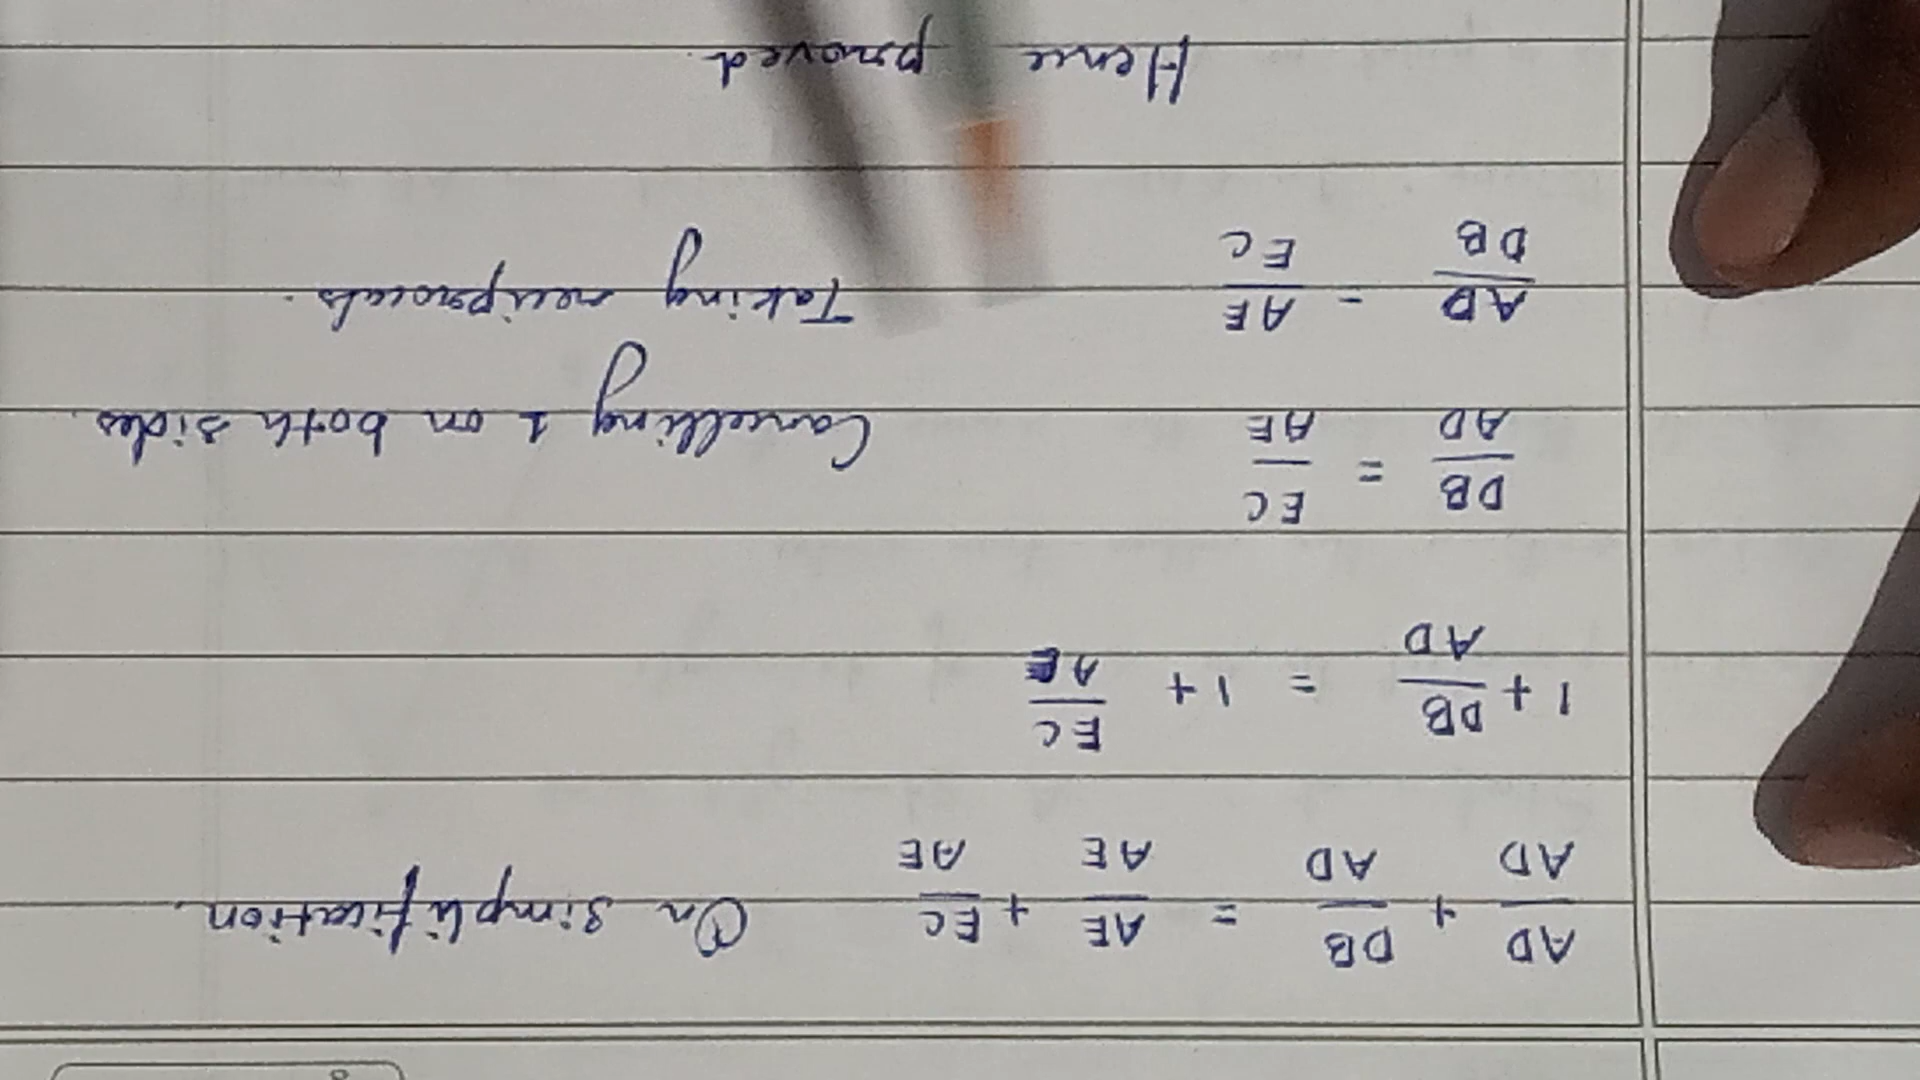 AD/AD + DB/AD = AE/AE + EC/AE On simplification.
1 + DB/AD = 1 + EC/AE
DB/AD = EC/AE Cancelling 1 on both sides.
AD/DB = AE/EC Taking reciprocals.
Hence proved.